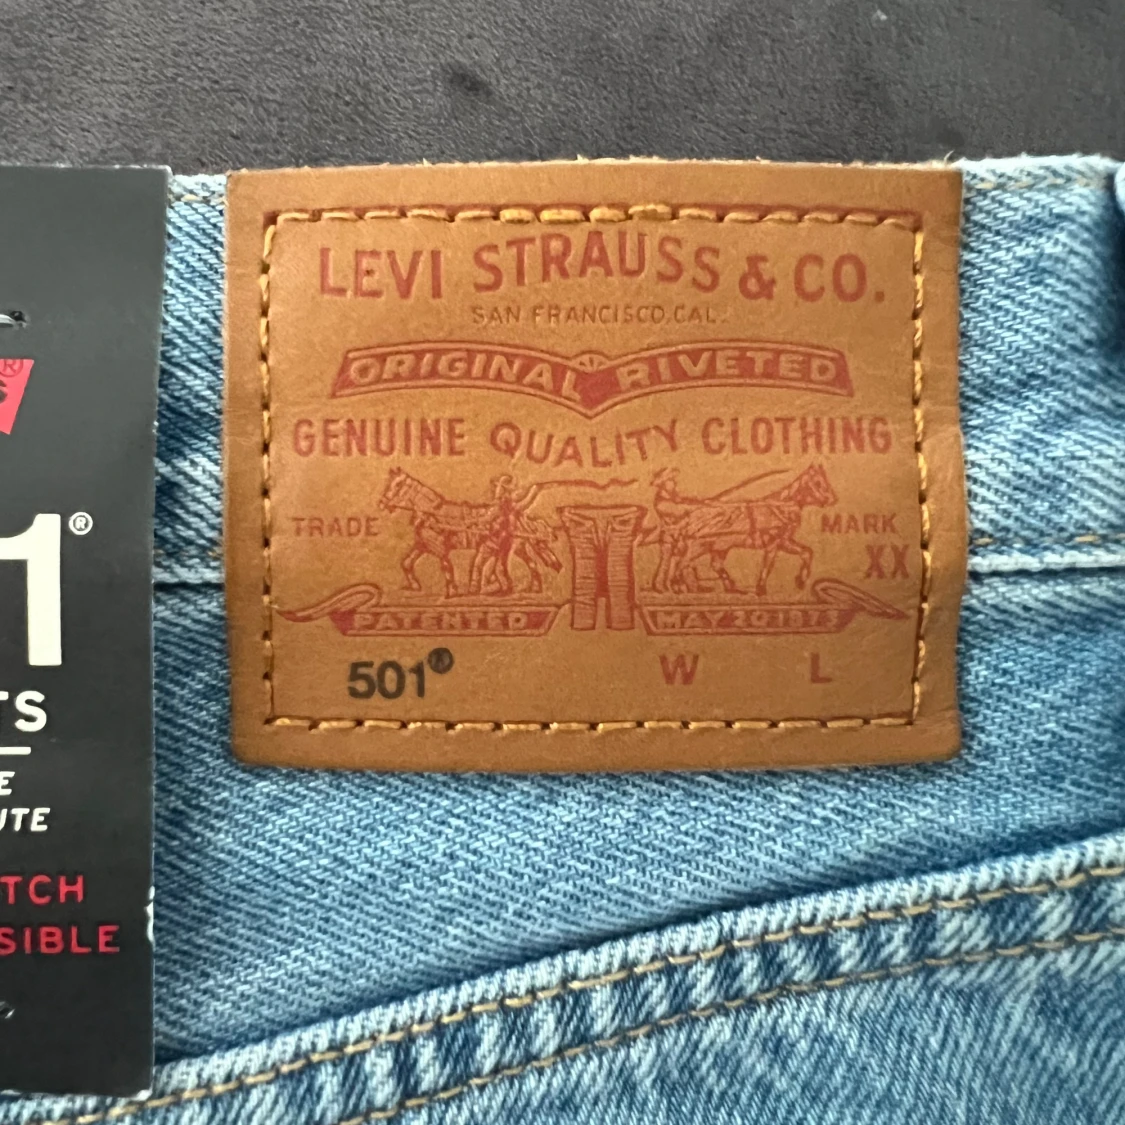 LEVI STRAUSS & CO.
SAN FRANCISCO, CAL.
ORIGINAL RIVETED
GENUINE QUALITY CLOTHING
TRADE MARK
XX
PATENTED MAY 20 1873
501® W L
S®
1®
TS
E
UTE
TCH
SIBLE